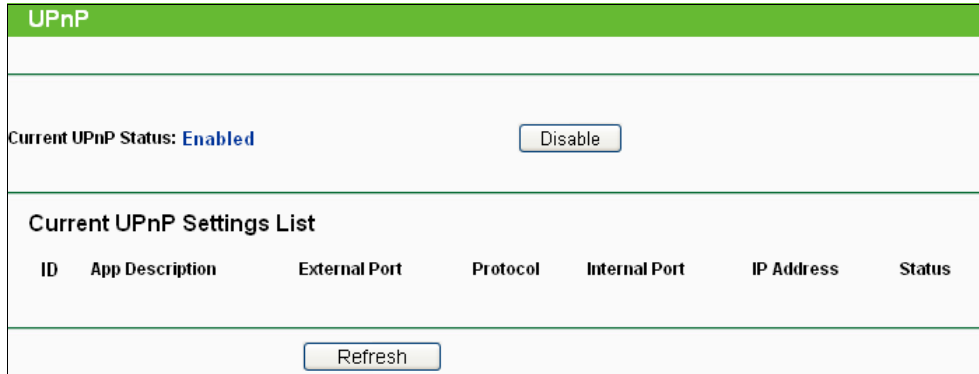 UPnP
Current UPnP Status: Enabled Disable
Current UPnP Settings List
ID App Description External Port Protocol Internal Port IP Address Status
Refresh